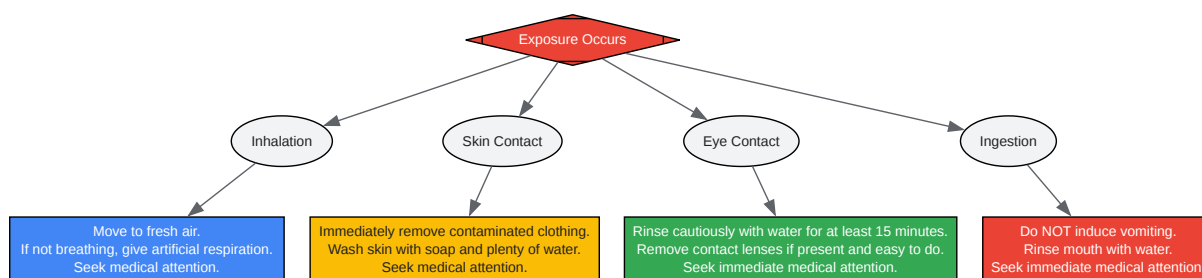 Exposure Occurs
Inhalation
Skin Contact
Eye Contact
Ingestion
Move to fresh air.
If not breathing, give artificial respiration.
Seek medical attention.
Immediately remove contaminated clothing.
Wash skin with soap and plenty of water.
Seek medical attention.
Rinse cautiously with water for at least 15 minutes.
Remove contact lenses if present and easy to do.
Seek immediate medical attention.
Do NOT induce vomiting.
Rinse mouth with water.
Seek immediate medical attention